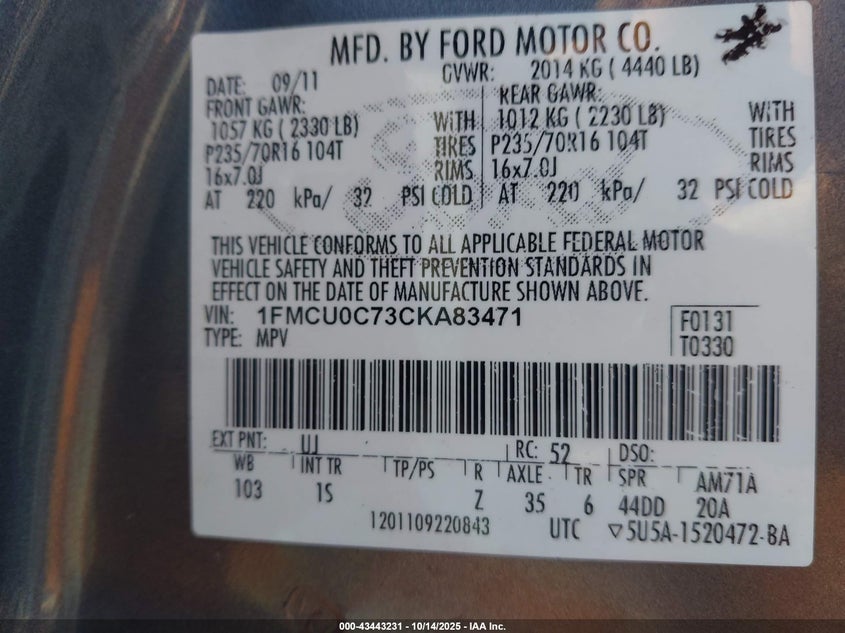 MFD. BY FORD MOTOR CO.
DATE: 09/11 GVWR: 2014 KG ( 4440 LB)
FRONT GAWR: REAR GAWR:
1057 KG ( 2330 LB) WITH 1012 KG ( 2230 LB) WITH
P235/70R16 104T TIRES P235/70R16 104T TIRES
16x7.0J RIMS 16x7.0J RIMS
AT 220 kPa/ 32 PSI COLD AT 220 kPa/ 32 PSI COLD
THIS VEHICLE CONFORMS TO ALL APPLICABLE FEDERAL MOTOR
VEHICLE SAFETY AND THEFT PREVENTION STANDARDS IN
EFFECT ON THE DATE OF MANUFACTURE SHOWN ABOVE.
VIN: 1FMCU0C73CKA83471 F0131
TYPE: MPV T0330
EXT PNT: UJ RC: 52 DSO:
WB INT TR TP/PS R AXLE TR SPR AM71A
103 1S Z 35 6 44DD 20A
1201109220843 UTC ▽5U5A-1520472-BA
000-43443231 - 10/14/2025 - IAA Inc.